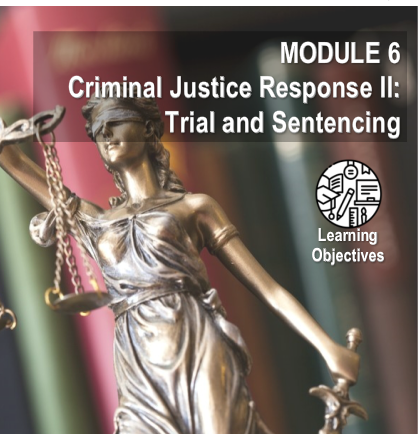 MODULE 6
Criminal Justice Response II:
Trial and Sentencing
Learning
Objectives